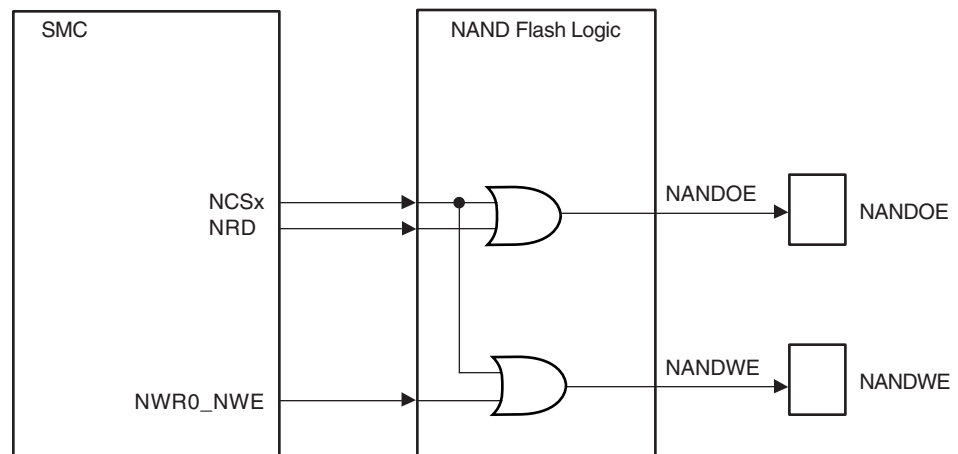 SMC
NAND Flash Logic
NCSx
NRD
NANDOE
NANDOE
NWR0_NWE
NANDWE
NANDWE